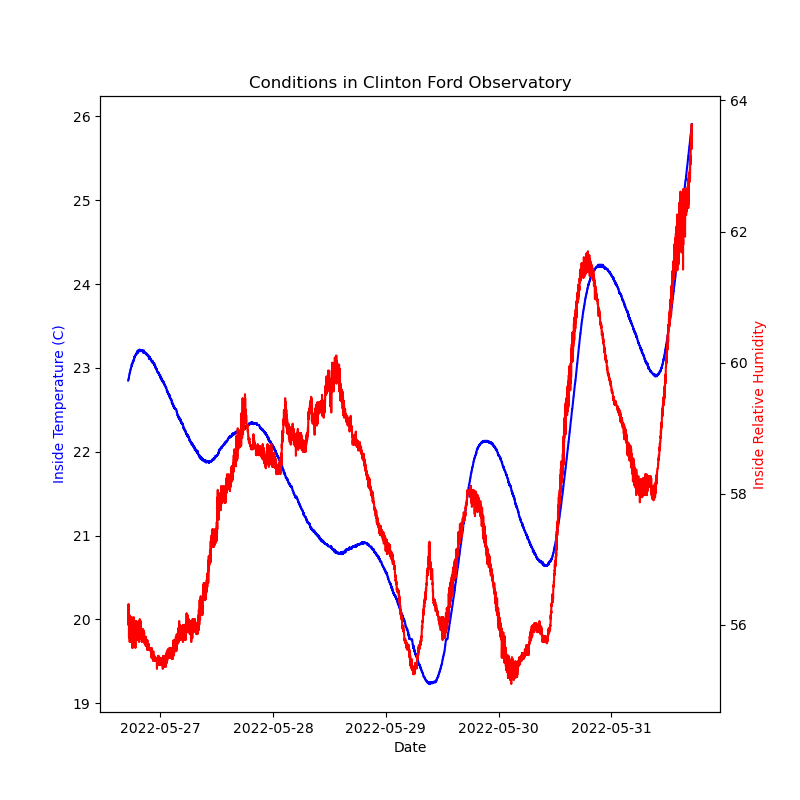 Conditions in Clinton Ford Observatory
26
25
24
23
22
21
20
19
Inside Temperature (C)
64
62
60
58
56
Inside Relative Humidity
2022-05-27 2022-05-28 2022-05-29 2022-05-30 2022-05-31
Date